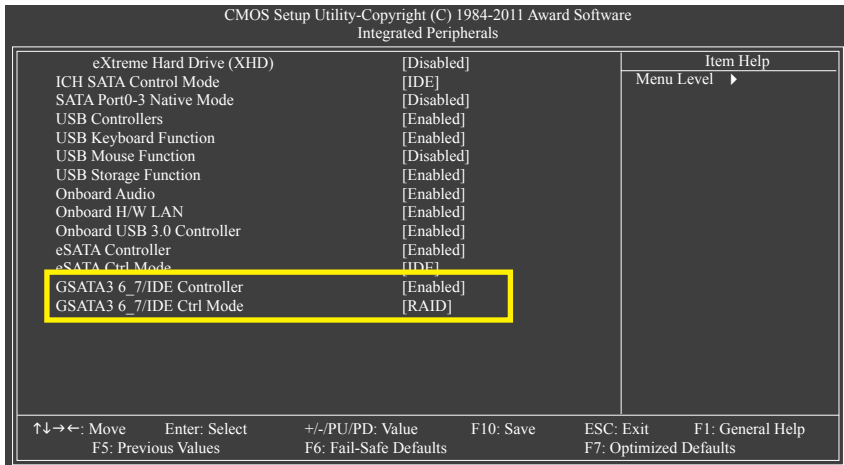 CMOS Setup Utility-Copyright (C) 1984-2011 Award Software
Integrated Peripherals
eXtreme Hard Drive (XHD) [Disabled]
ICH SATA Control Mode [IDE]
SATA Port0-3 Native Mode [Disabled]
USB Controllers [Enabled]
USB Keyboard Function [Enabled]
USB Mouse Function [Disabled]
USB Storage Function [Enabled]
Onboard Audio [Enabled]
Onboard H/W LAN [Enabled]
Onboard USB 3.0 Controller [Enabled]
eSATA Controller [Enabled]
eSATA Ctrl Mode [IDE]
GSATA3 6_7/IDE Controller [Enabled]
GSATA3 6_7/IDE Ctrl Mode [RAID]
Item Help
Menu Level
↑↓→←: Move Enter: Select +/-/PU/PD: Value F10: Save ESC: Exit F1: General Help
F5: Previous Values F6: Fail-Safe Defaults F7: Optimized Defaults